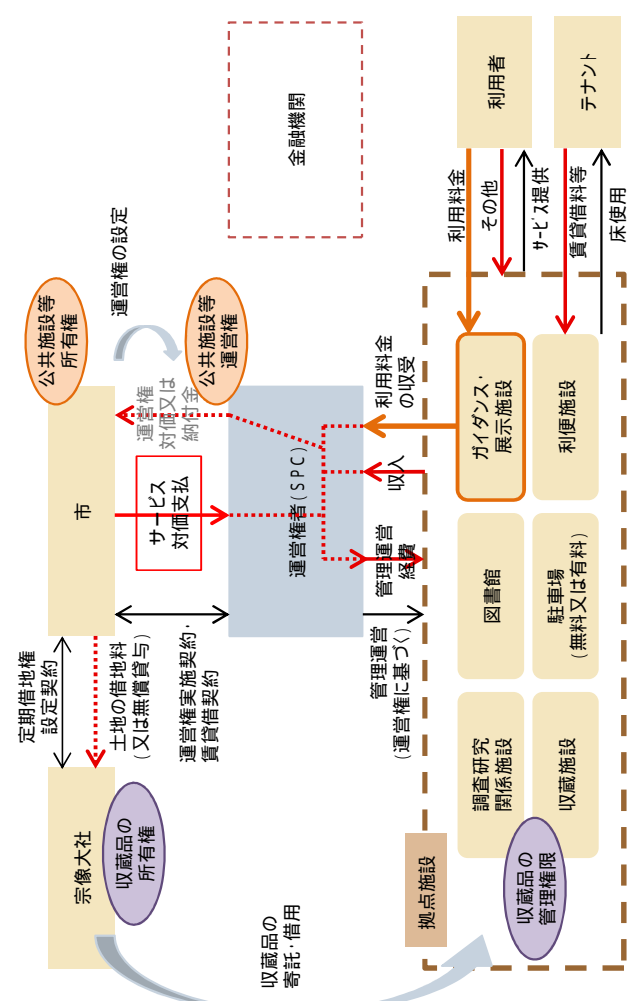 宗像大社
収蔵品の
所有権
定期借地権
設定契約
土地の借地料
(又は無償貸与)
市
公共施設等
所有権
運営権の設定
公共施設等
運営権
運営権
対価又は
納付金
サービス
対価支払
運営権実施契約・
賃貸借契約
運営権者(SPC)
金融機関
収蔵品の
寄託・借用
管理運営
(運営権に基づく)
管理運営
経費
収入
利用料金
の収受
拠点施設
調査研究
関係施設
図書館
ガイダンス・
展示施設
収蔵品の
管理権限
収蔵施設
駐車場
(無料又は有料)
利便施設
利用料金
その他
サービス提供
賃貸借料等
床使用
利用者
テナント